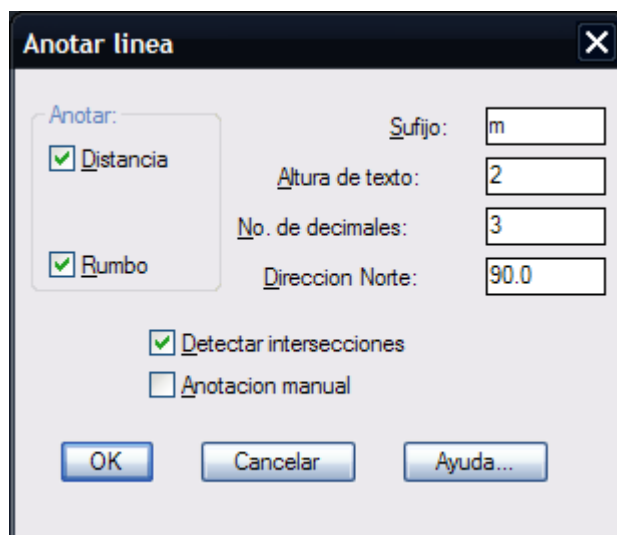 Anotar linea
Anotar:
Distancia
Rumbo
Sufijo: m
Altura de texto: 2
No. de decimales: 3
Direccion Norte: 90.0
Detectar intersecciones
Anotacion manual
OK Cancelar Ayuda...